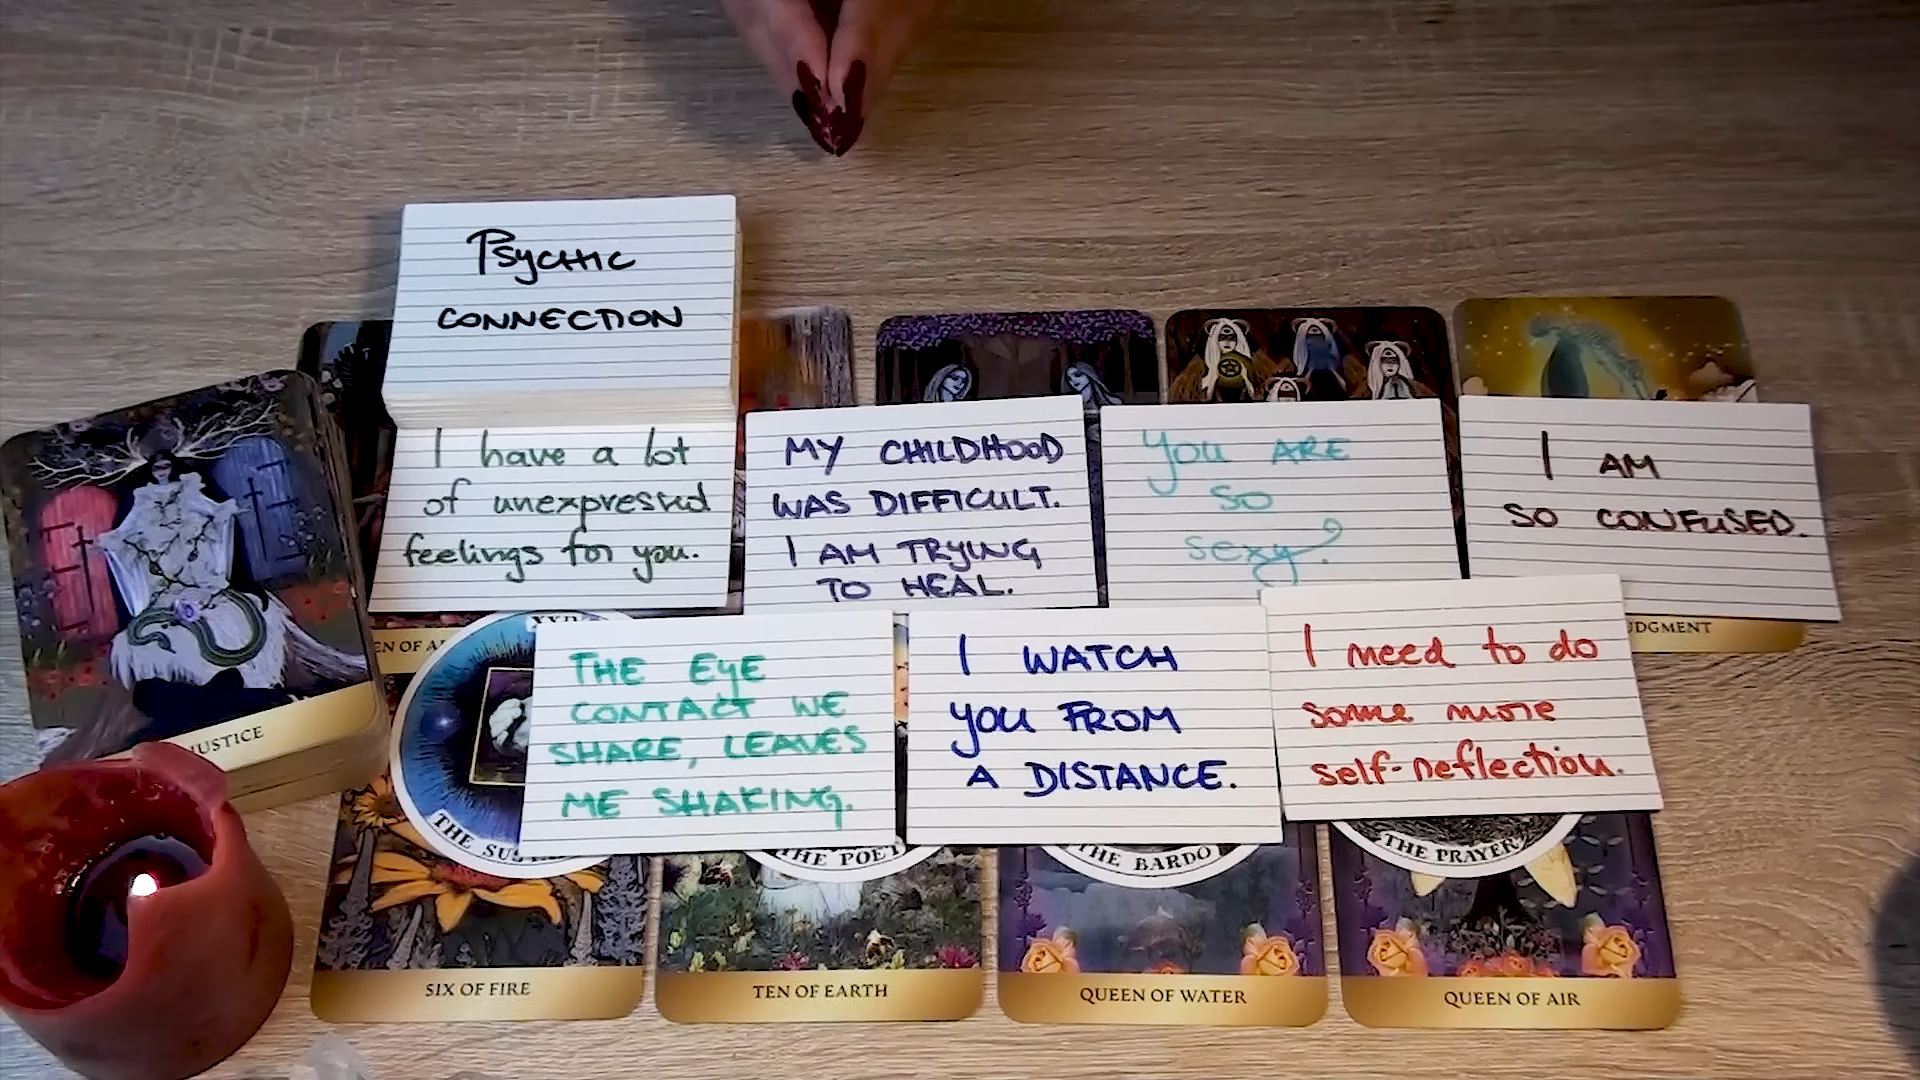 Psychic
CONNECTION
I have a lot
of unexpressed
feelings for you.
MY CHILDHOOD
WAS DIFFICULT.
I AM TRYING
TO HEAL.
You ARE
SO
sexy.
I AM
SO CONFUSED.
JUSTICE
EN OF A
UDGMENT
THE EYE
CONTACT WE
SHARE, LEAVES
ME SHAKING.
I WATCH
you FROM
A DISTANCE.
I need to do
some more
self-reflection.
THE
THE POET
THE BARDO
THE PRAYER
SIX OF FIRE
TEN OF EARTH
QUEEN OF WATER
QUEEN OF AIR